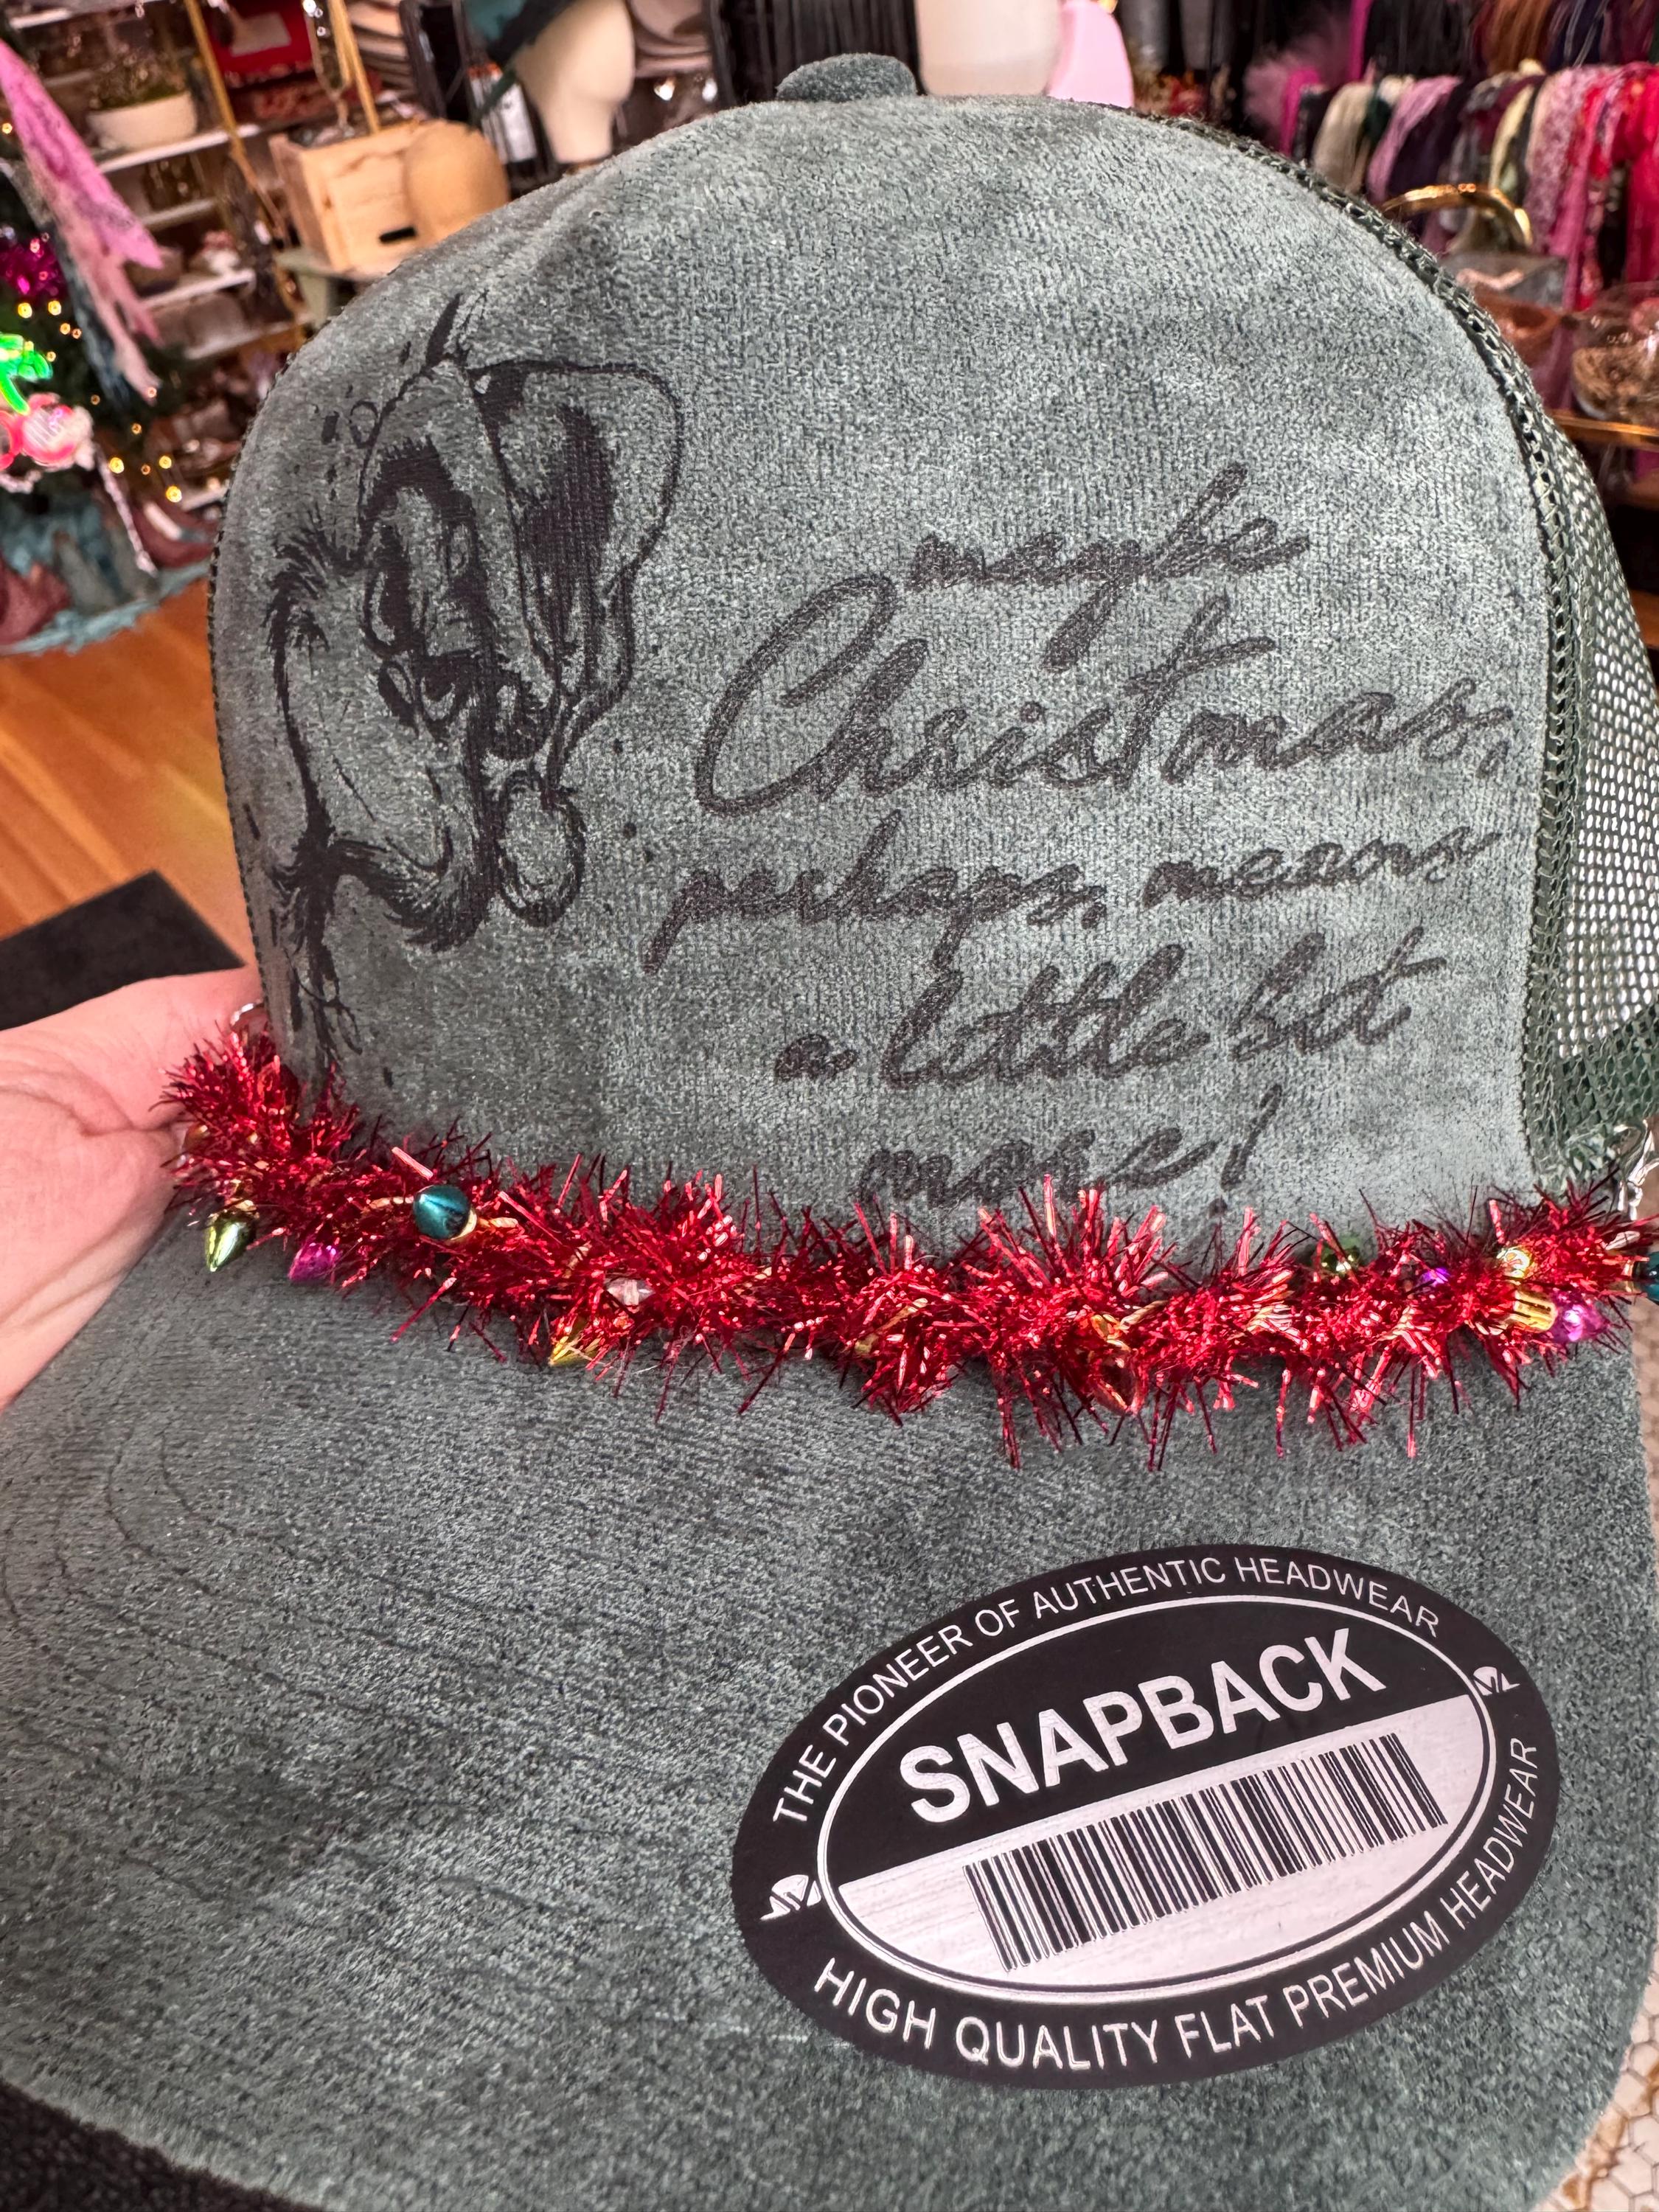 maybe
Christmas,
perhaps, means
a little bit
more!
THE PIONEER OF AUTHENTIC HEADWEAR
SNAPBACK
HIGH QUALITY FLAT PREMIUM HEADWEAR